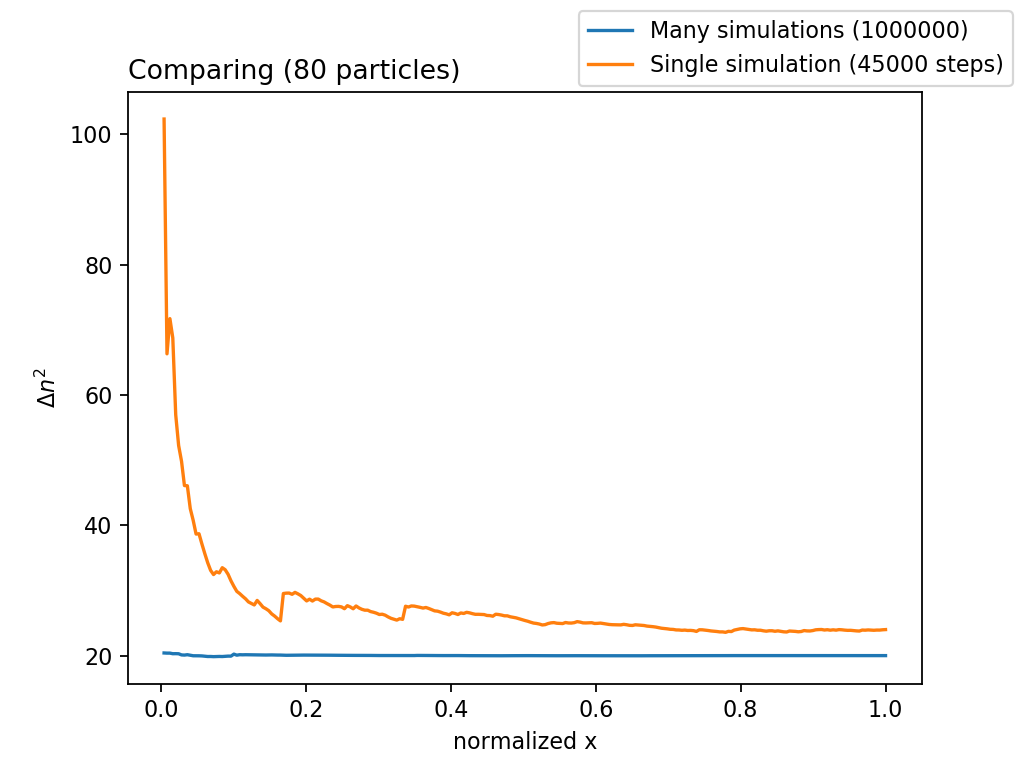 Many simulations (1000000)
Single simulation (45000 steps)
Comparing (80 particles)
100
80
60
40
20
Δn²
0.0 0.2 0.4 0.6 0.8 1.0
normalized x